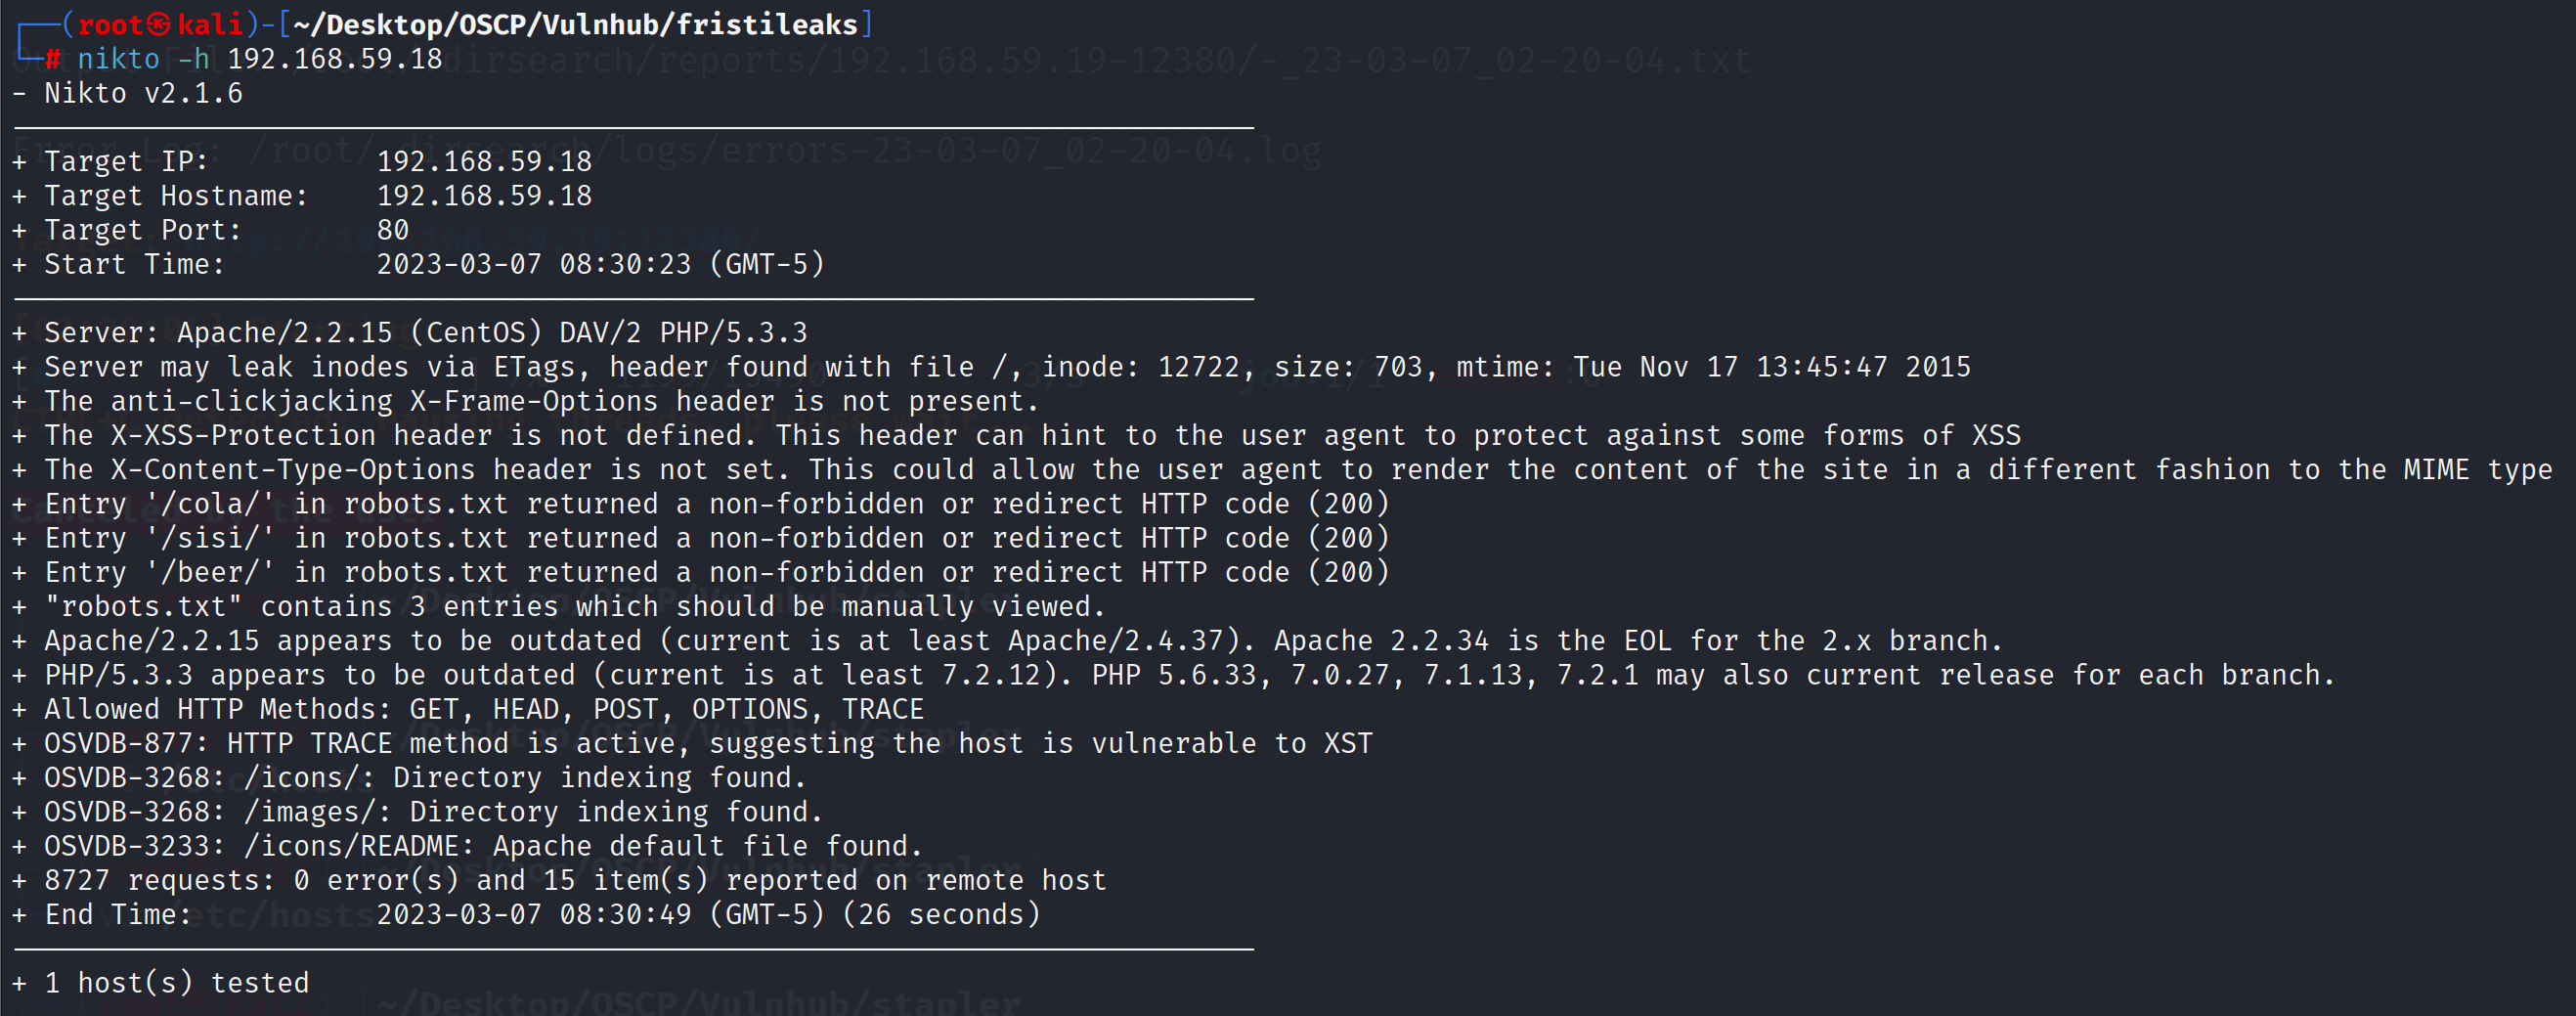 ┌──(root㉿kali)-[~/Desktop/OSCP/Vulnhub/fristileaks]
└─# nikto -h 192.168.59.18
- Nikto v2.1.6
+ Target IP: 192.168.59.18
+ Target Hostname: 192.168.59.18
+ Target Port: 80
+ Start Time: 2023-03-07 08:30:23 (GMT-5)
+ Server: Apache/2.2.15 (CentOS) DAV/2 PHP/5.3.3
+ Server may leak inodes via ETags, header found with file /, inode: 12722, size: 703, mtime: Tue Nov 17 13:45:47 2015
+ The anti-clickjacking X-Frame-Options header is not present.
+ The X-XSS-Protection header is not defined. This header can hint to the user agent to protect against some forms of XSS
+ The X-Content-Type-Options header is not set. This could allow the user agent to render the content of the site in a different fashion to the MIME type
+ Entry '/cola/' in robots.txt returned a non-forbidden or redirect HTTP code (200)
+ Entry '/sisi/' in robots.txt returned a non-forbidden or redirect HTTP code (200)
+ Entry '/beer/' in robots.txt returned a non-forbidden or redirect HTTP code (200)
+ "robots.txt" contains 3 entries which should be manually viewed.
+ Apache/2.2.15 appears to be outdated (current is at least Apache/2.4.37). Apache 2.2.34 is the EOL for the 2.x branch.
+ PHP/5.3.3 appears to be outdated (current is at least 7.2.12). PHP 5.6.33, 7.0.27, 7.1.13, 7.2.1 may also current release for each branch.
+ Allowed HTTP Methods: GET, HEAD, POST, OPTIONS, TRACE
+ OSVDB-877: HTTP TRACE method is active, suggesting the host is vulnerable to XST
+ OSVDB-3268: /icons/: Directory indexing found.
+ OSVDB-3268: /images/: Directory indexing found.
+ OSVDB-3233: /icons/README: Apache default file found.
+ 8727 requests: 0 error(s) and 15 item(s) reported on remote host
+ End Time: 2023-03-07 08:30:49 (GMT-5) (26 seconds)
+ 1 host(s) tested